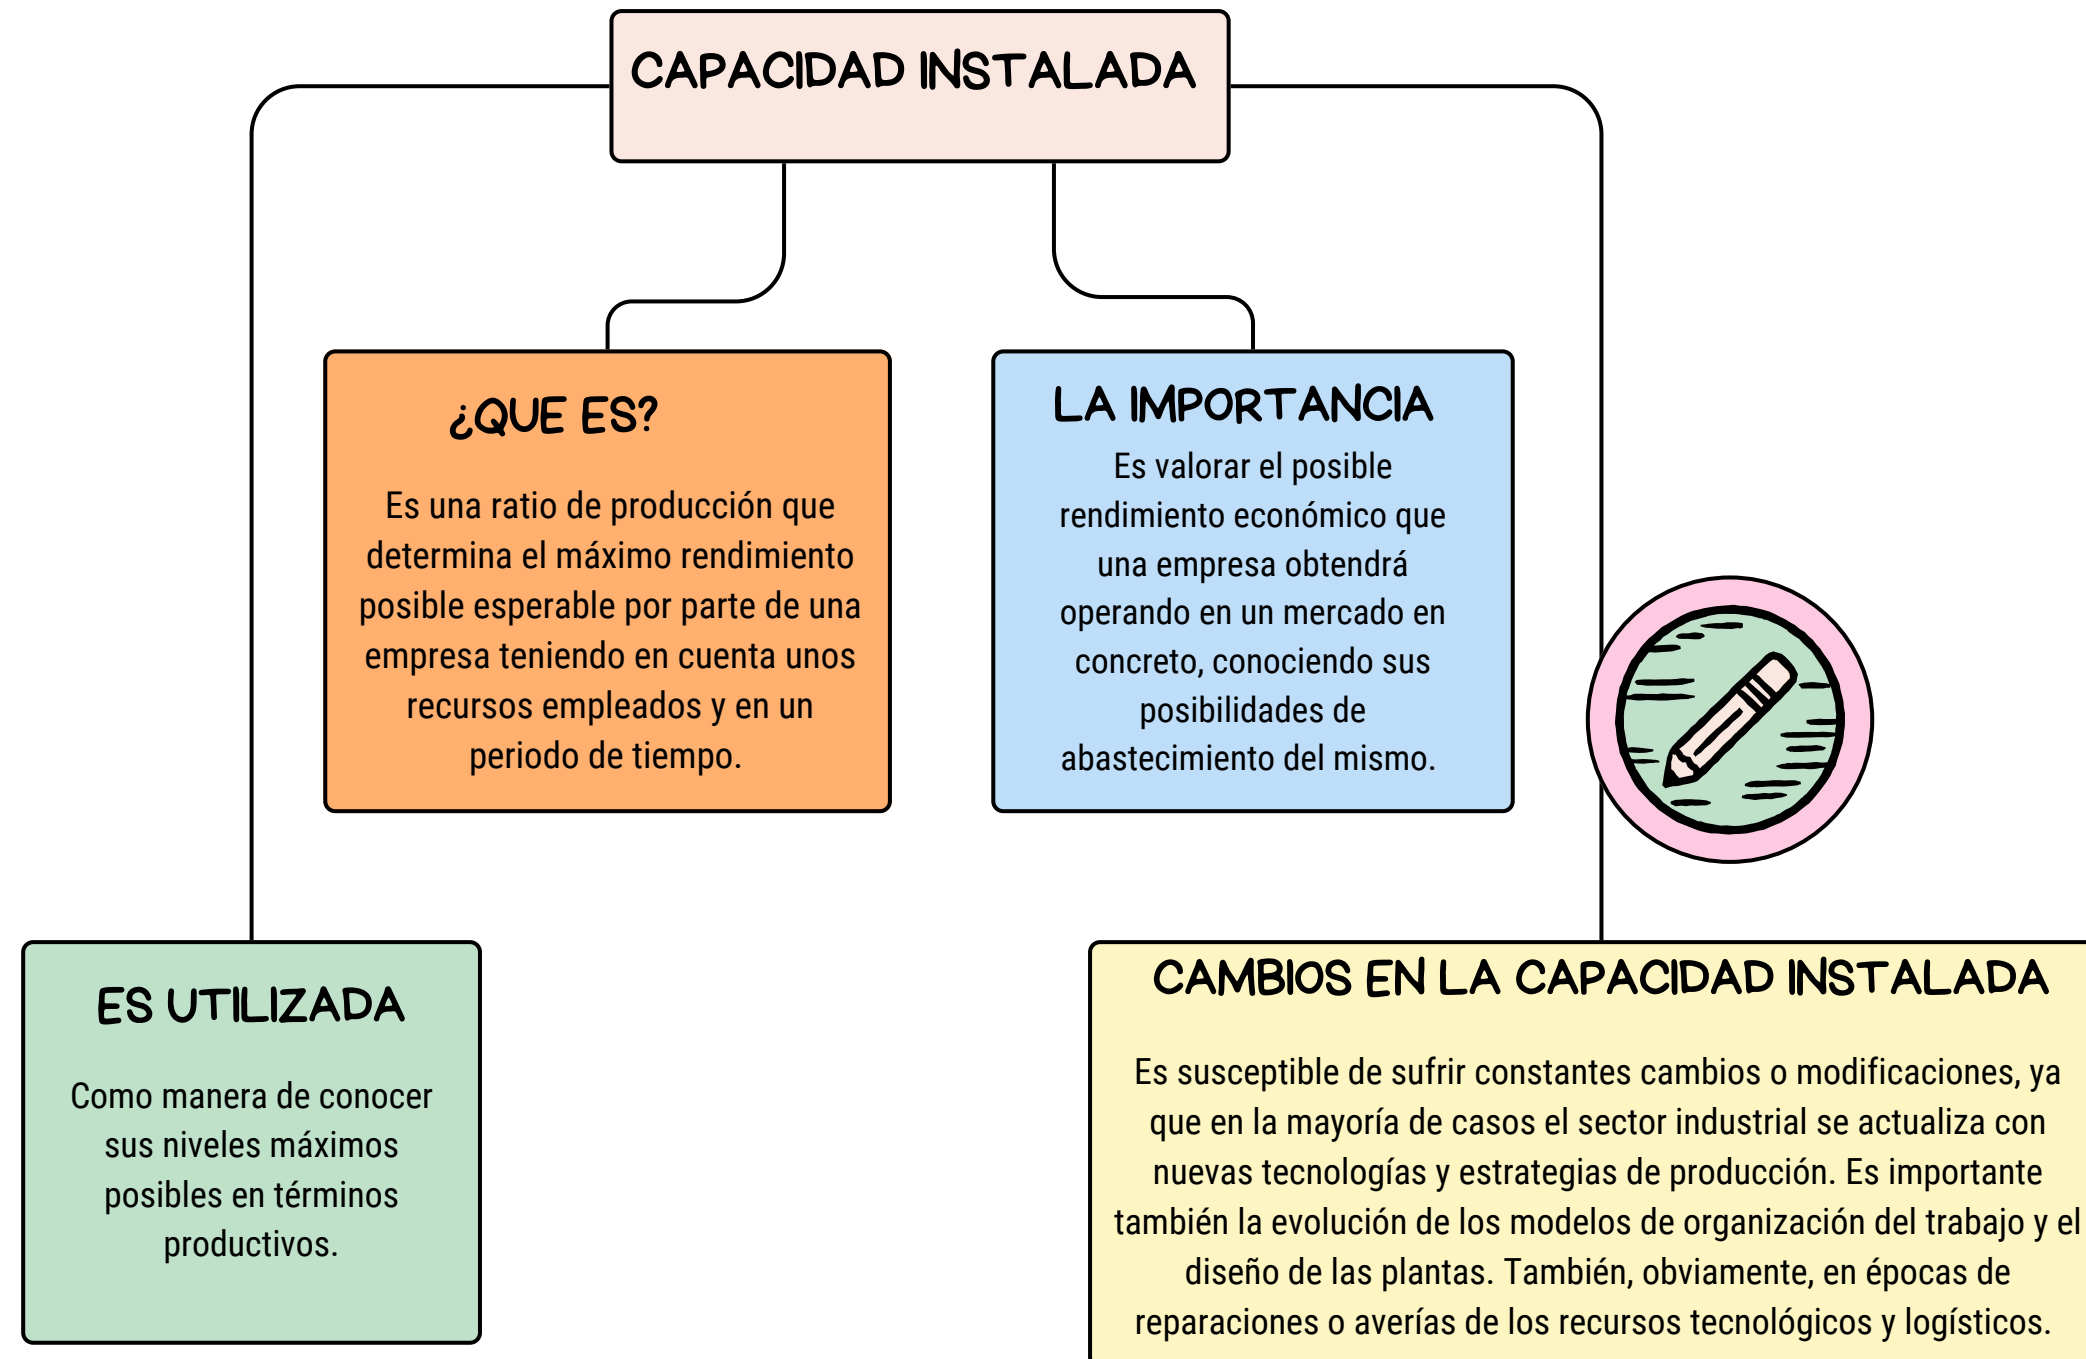 CAPACIDAD INSTALADA
¿QUE ES?
Es una ratio de producción que
determina el máximo rendimiento
posible esperable por parte de una
empresa teniendo en cuenta unos
recursos empleados y en un
periodo de tiempo.
LA IMPORTANCIA
Es valorar el posible
rendimiento económico que
una empresa obtendrá
operando en un mercado en
concreto, conociendo sus
posibilidades de
abastecimiento del mismo.
ES UTILIZADA
Como manera de conocer
sus niveles máximos
posibles en términos
productivos.
CAMBIOS EN LA CAPACIDAD INSTALADA
Es susceptible de sufrir constantes cambios o modificaciones, ya
que en la mayoría de casos el sector industrial se actualiza con
nuevas tecnologías y estrategias de producción. Es importante
también la evolución de los modelos de organización del trabajo y el
diseño de las plantas. También, obviamente, en épocas de
reparaciones o averías de los recursos tecnológicos y logísticos.